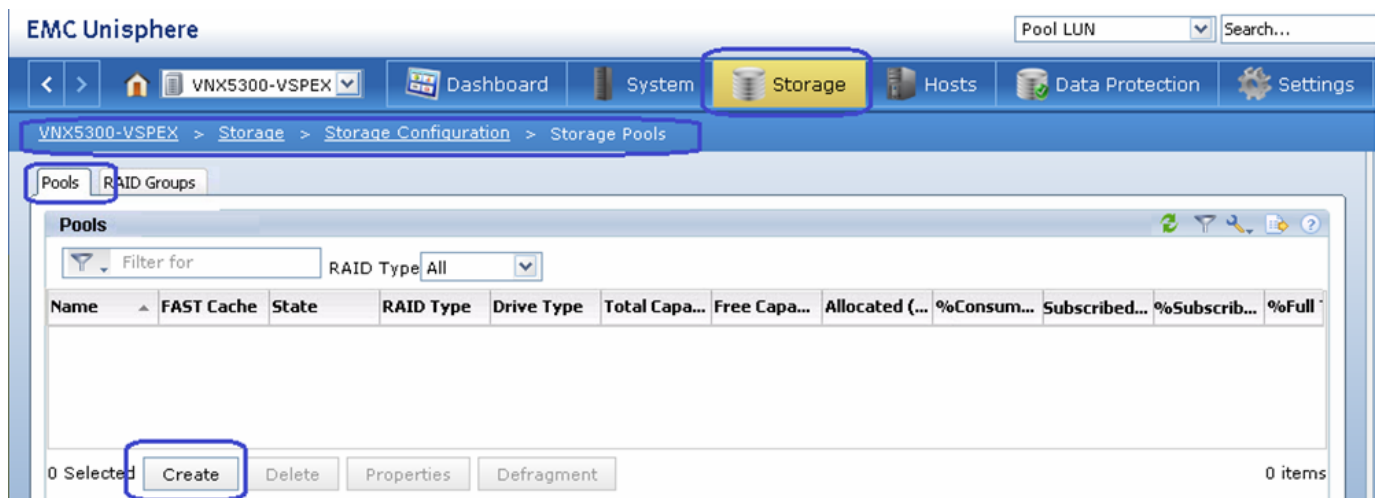 EMC Unisphere
Pool LUN
Search...
VNX5300-VSPEX
Dashboard
System
Storage
Hosts
Data Protection
Settings
VNX5300-VSPEX > Storage > Storage Configuration > Storage Pools
Pools
RAID Groups
Pools
Filter for
RAID Type All
Name FAST Cache State RAID Type Drive Type Total Capa... Free Capa... Allocated (... %Consum... Subscribed... %Subscrib... %Full
0 Selected Create Delete Properties Defragment 0 items